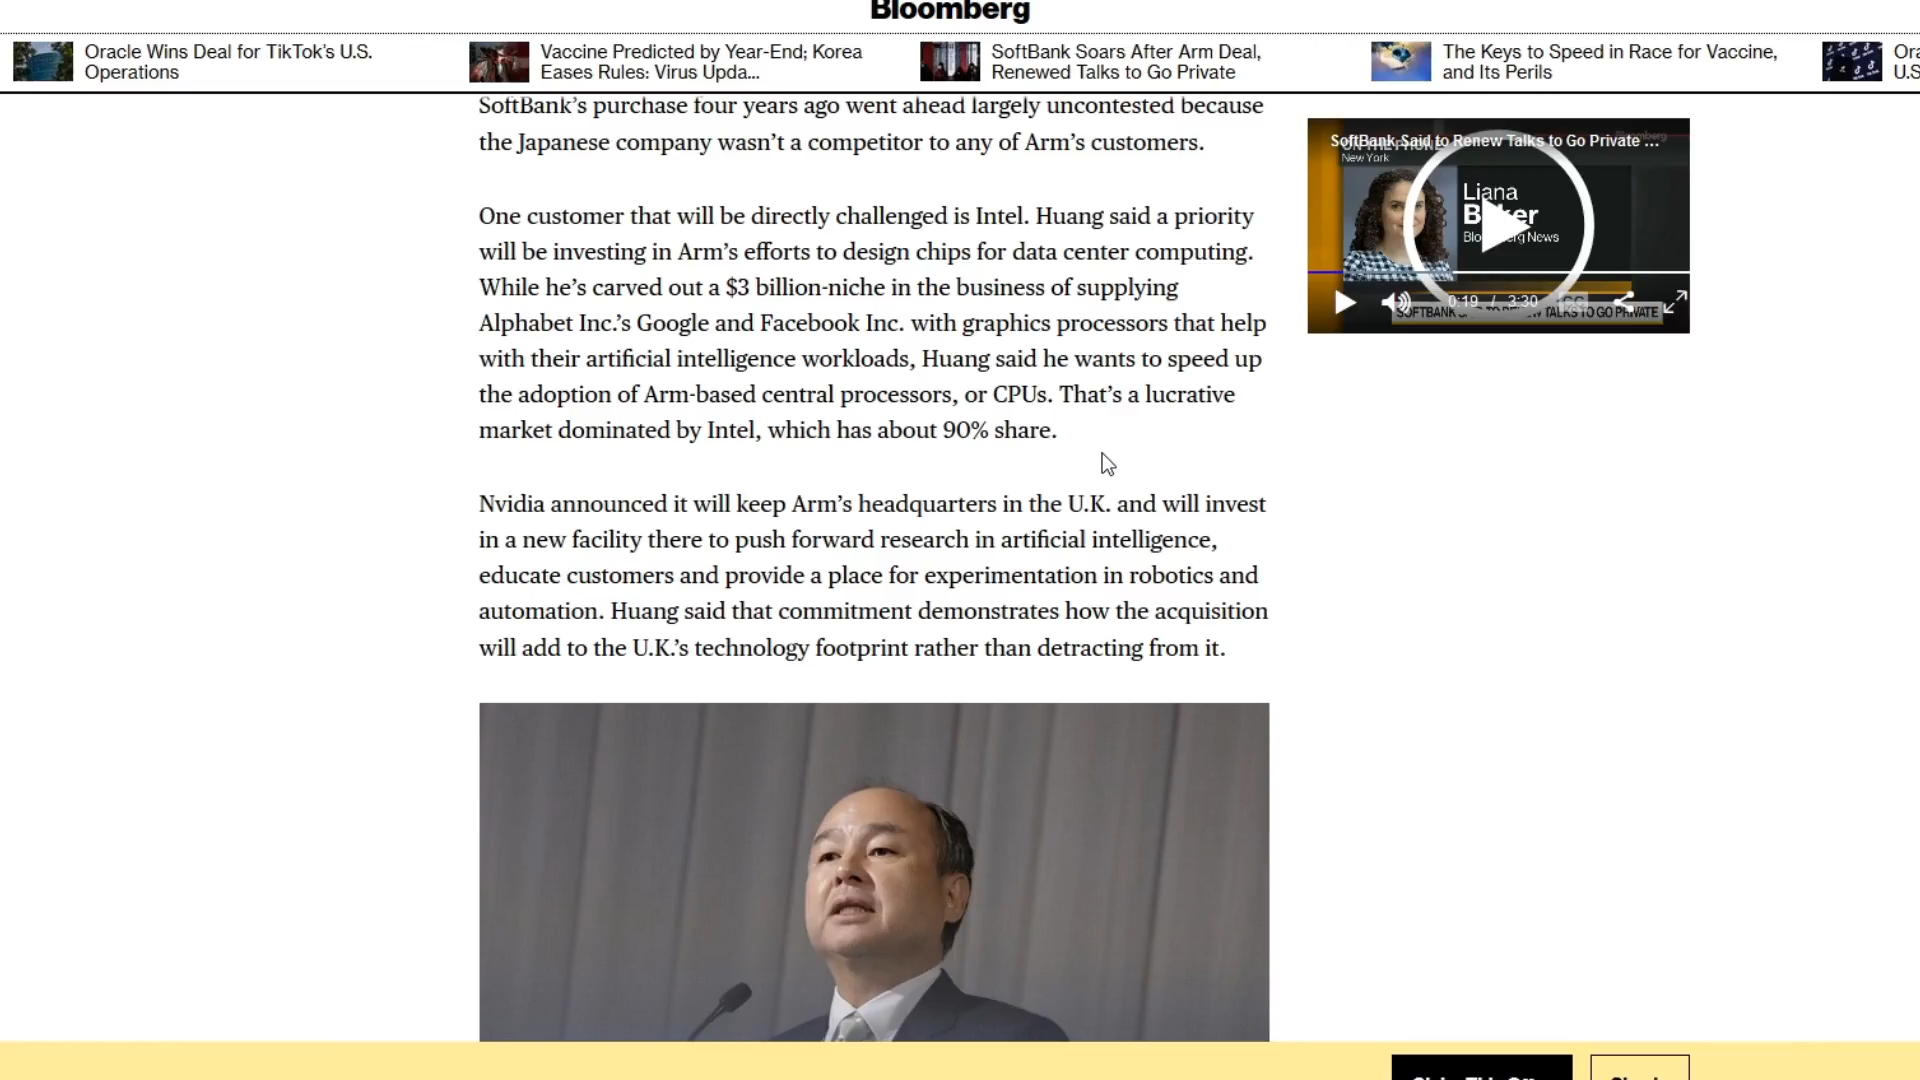 Bloomberg
Oracle Wins Deal for TikTok's U.S.
Operations
Vaccine Predicted by Year-End; Korea
Eases Rules: Virus Upda...
SoftBank Soars After Arm Deal,
Renewed Talks to Go Private
The Keys to Speed in Race for Vaccine,
and Its Perils
SoftBank’s purchase four years ago went ahead largely uncontested because
the Japanese company wasn’t a competitor to any of Arm’s customers.
One customer that will be directly challenged is Intel. Huang said a priority
will be investing in Arm’s efforts to design chips for data center computing.
While he’s carved out a $3 billion-niche in the business of supplying
Alphabet Inc.’s Google and Facebook Inc. with graphics processors that help
with their artificial intelligence workloads, Huang said he wants to speed up
the adoption of Arm-based central processors, or CPUs. That’s a lucrative
market dominated by Intel, which has about 90% share.
Nvidia announced it will keep Arm’s headquarters in the U.K. and will invest
in a new facility there to push forward research in artificial intelligence,
educate customers and provide a place for experimentation in robotics and
automation. Huang said that commitment demonstrates how the acquisition
will add to the U.K.’s technology footprint rather than detracting from it.
SoftBank Said to Renew Talks to Go Private ...
New York
Liana
News
0:19 / 3:30
TALKS TO GO PRIVATE